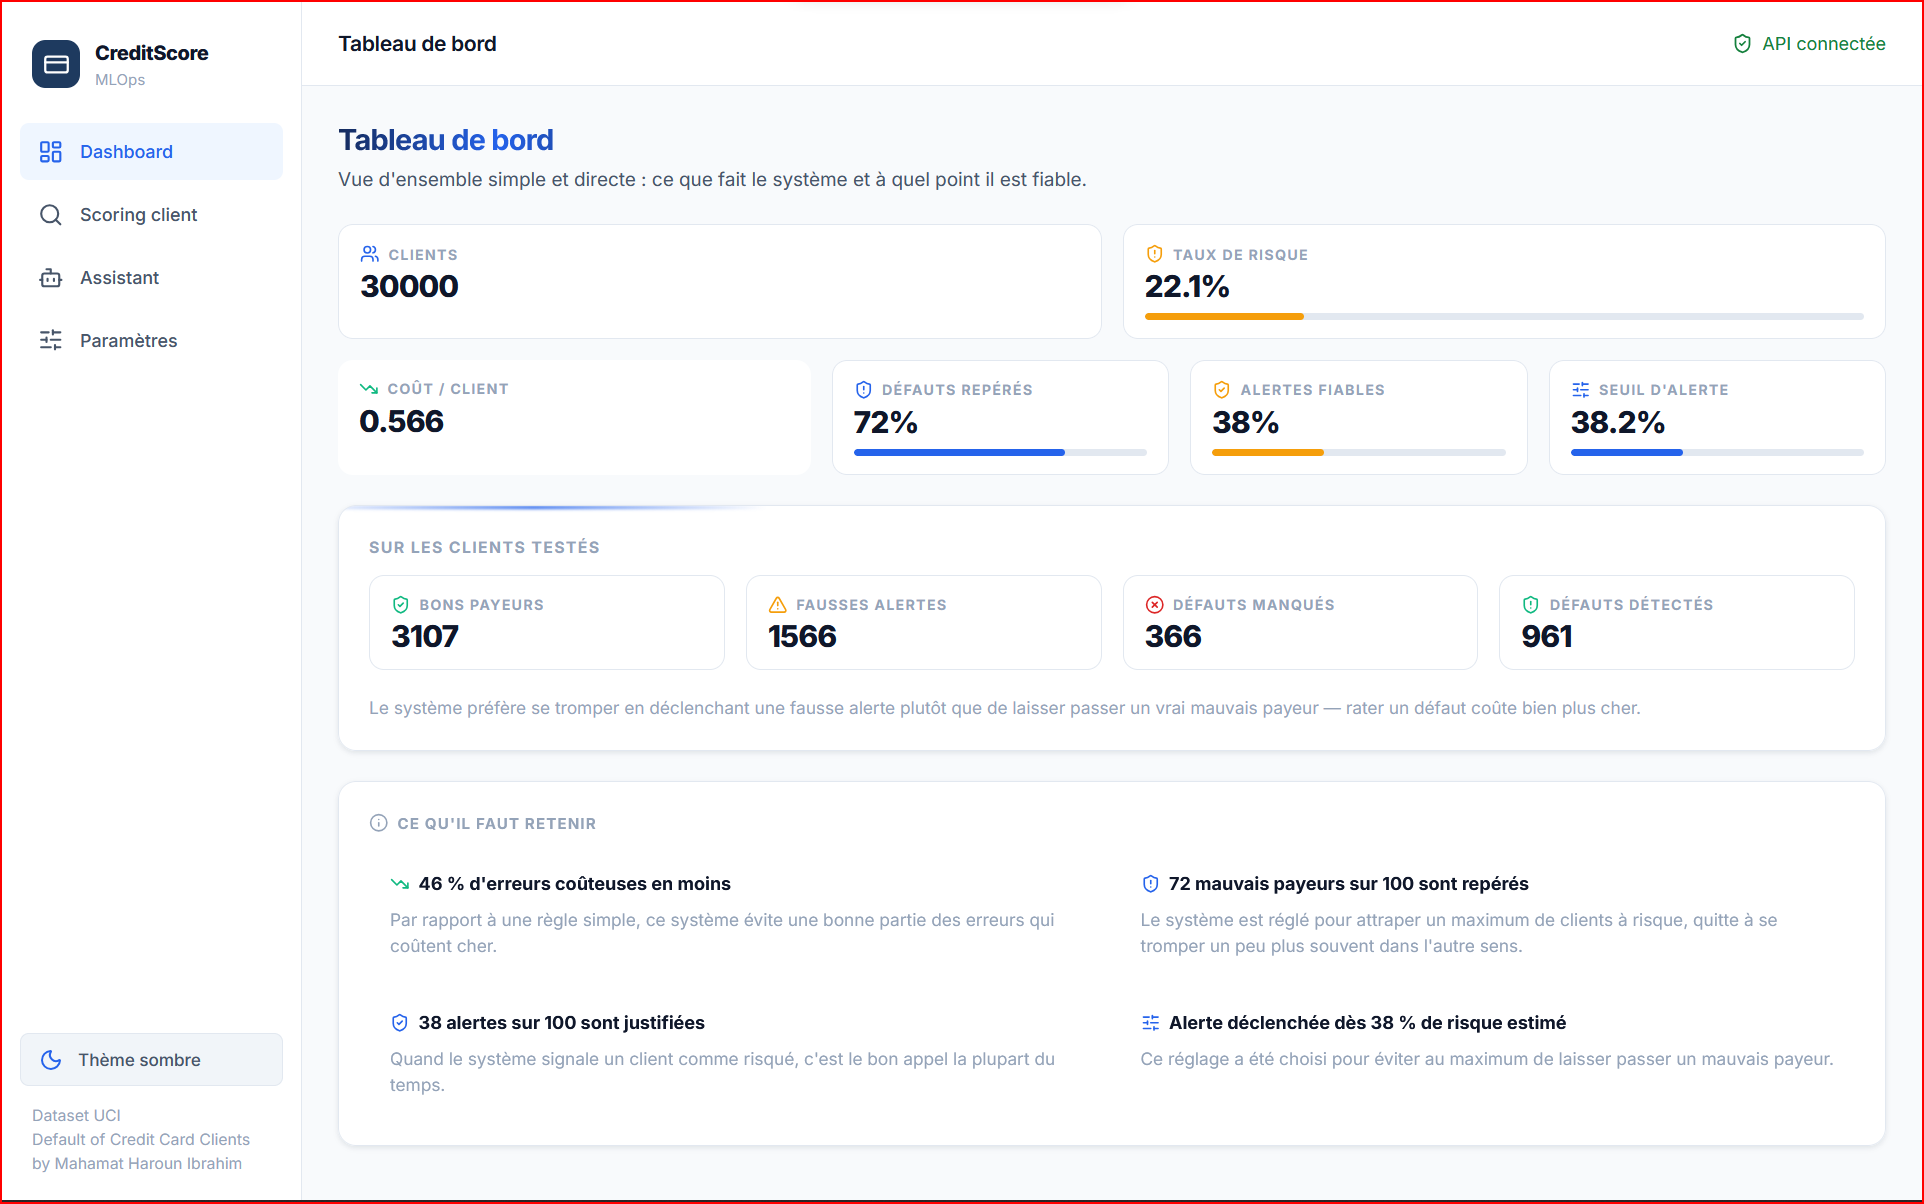 CreditScore
MLOps
Dashboard
Scoring client
Assistant
Paramètres
Thème sombre
Dataset UCI
Default of Credit Card Clients
by Mahamat Haroun Ibrahim
Tableau de bord
API connectée
Tableau de bord
Vue d'ensemble simple et directe : ce que fait le système et à quel point il est fiable.
CLIENTS
30000
TAUX DE RISQUE
22.1%
COÛT / CLIENT
0.566
DÉFAUTS REPÉRÉS
72%
ALERTES FIABLES
38%
SEUIL D'ALERTE
38.2%
SUR LES CLIENTS TESTÉS
BONS PAYEURS
3107
FAUSSES ALERTES
1566
DÉFAUTS MANQUÉS
366
DÉFAUTS DÉTECTÉS
961
Le système préfère se tromper en déclenchant une fausse alerte plutôt que de laisser passer un vrai mauvais payeur — rater un défaut coûte bien plus cher.
CE QU'IL FAUT RETENIR
46 % d'erreurs coûteuses en moins
Par rapport à une règle simple, ce système évite une bonne partie des erreurs qui
coûtent cher.
72 mauvais payeurs sur 100 sont repérés
Le système est réglé pour attraper un maximum de clients à risque, quitte à se
tromper un peu plus souvent dans l'autre sens.
38 alertes sur 100 sont justifiées
Quand le système signale un client comme risqué, c'est le bon appel la plupart du
temps.
Alerte déclenchée dès 38 % de risque estimé
Ce réglage a été choisi pour éviter au maximum de laisser passer un mauvais payeur.